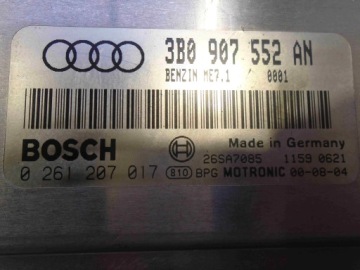 3B0 907 552 AN
BENZIN ME7.1 0001
BOSCH
Made in Germany
26SA7085 1159 0621
0 261 207 017 S10 BPG MOTRONIC 00-08-04